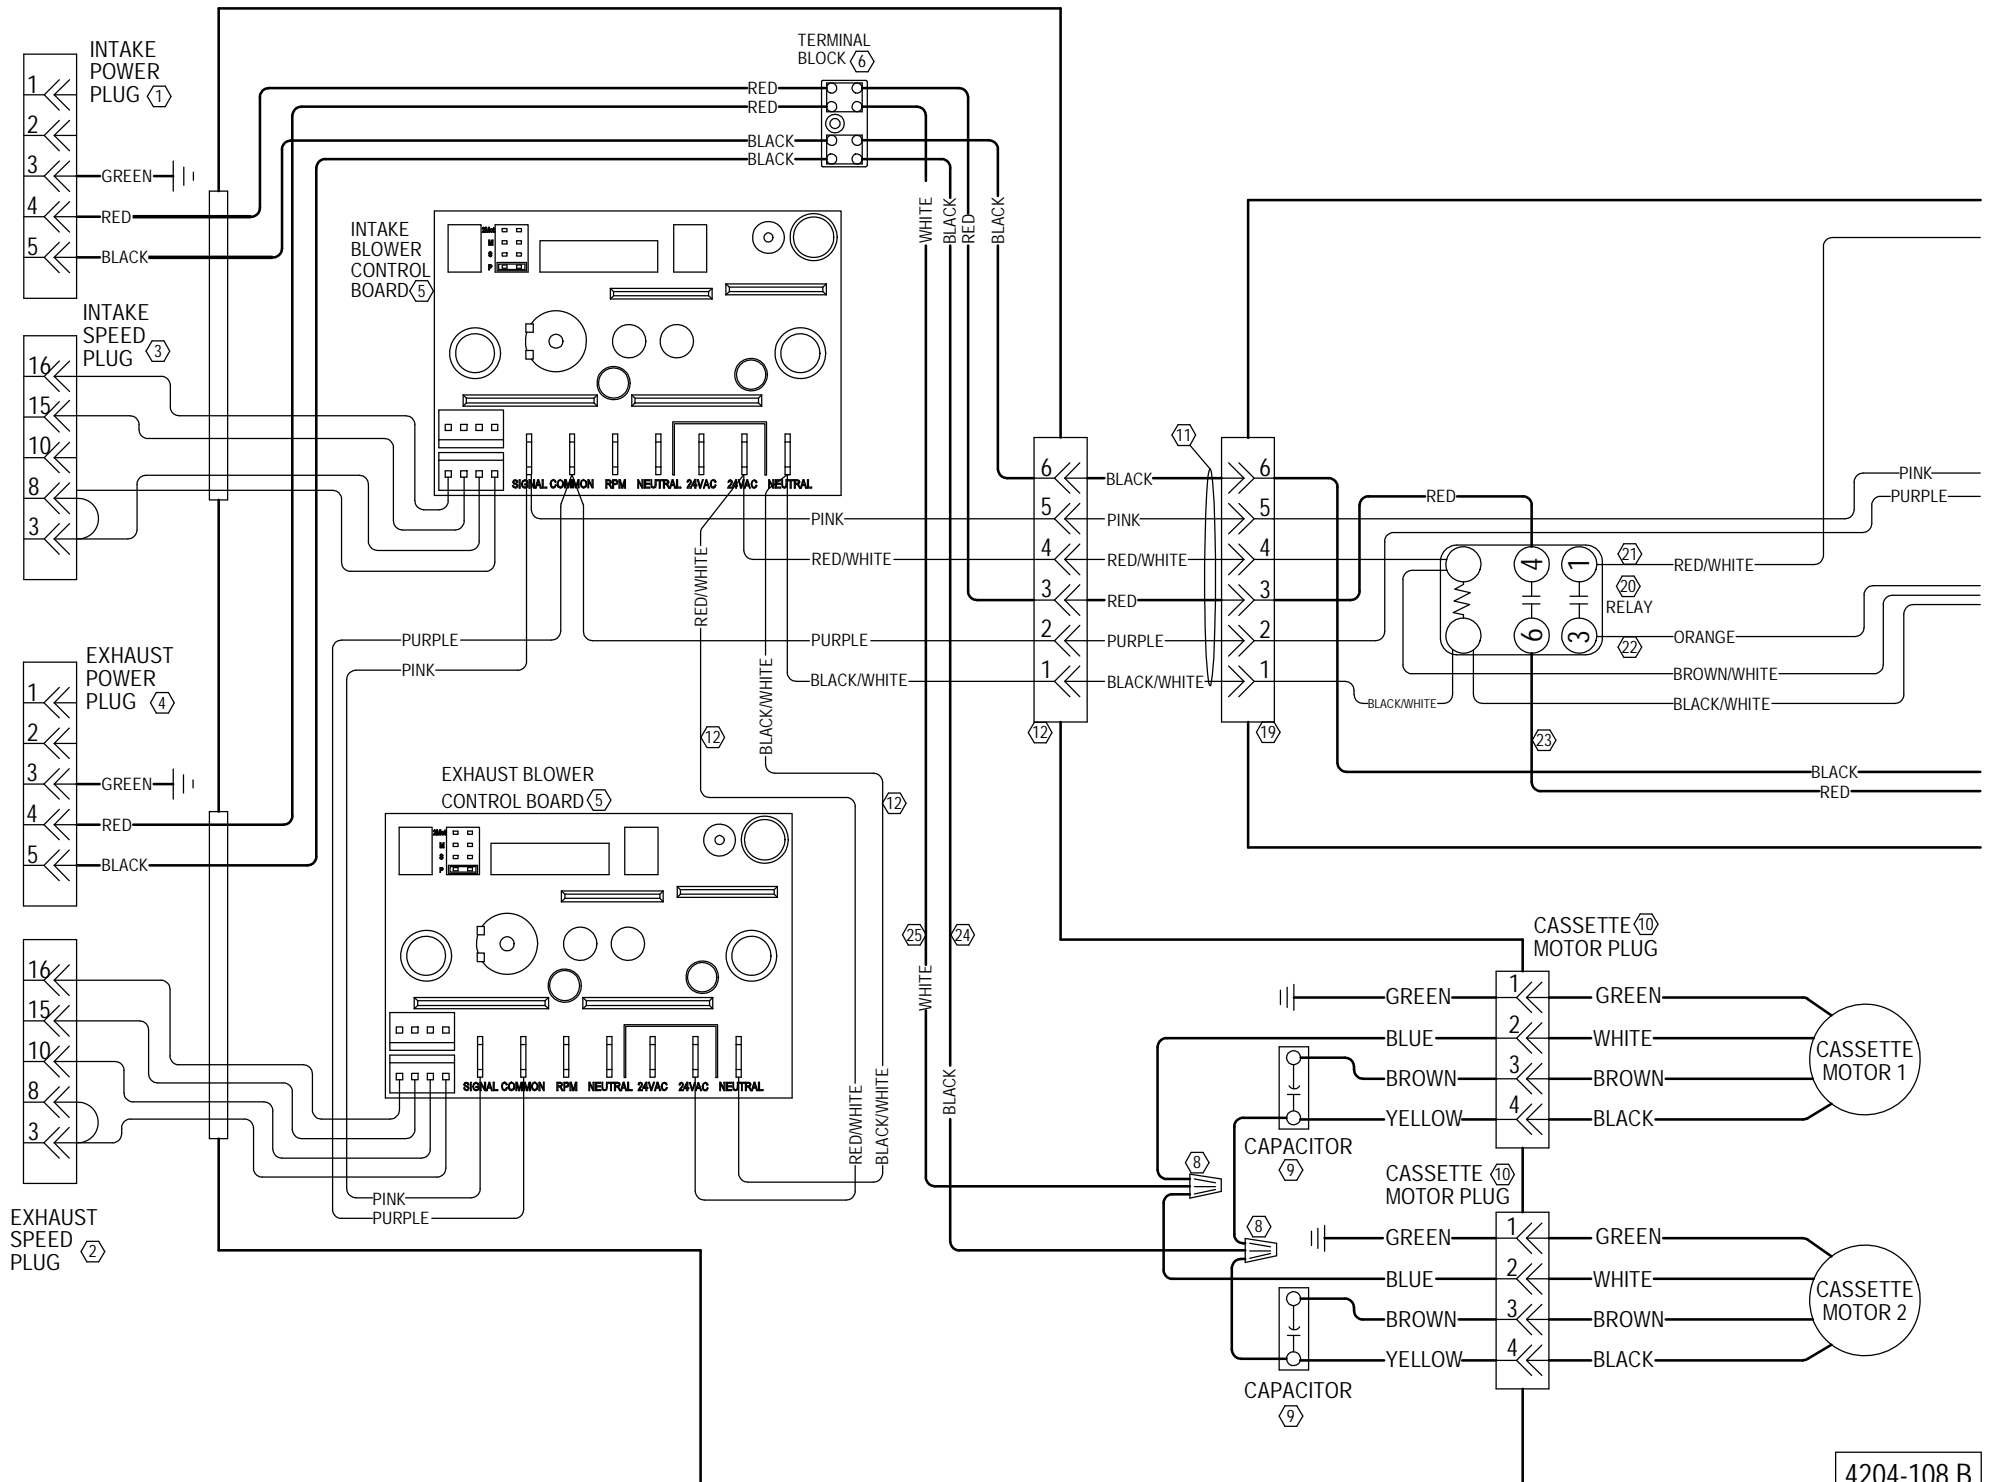 INTAKE
POWER
PLUG 1
1
2
3
GREEN
4
RED
5
BLACK
INTAKE
SPEED
PLUG 3
16
15
10
8
3
EXHAUST
POWER
PLUG 4
1
2
3
GREEN
4
RED
5
BLACK
16
15
10
8
3
EXHAUST
SPEED
PLUG 2
TERMINAL
BLOCK 6
RED
RED
BLACK
BLACK
WHITE
BLACK
RED
BLACK
INTAKE
BLOWER
CONTROL
BOARD 5
M
S
P
SIGNAL COMMON RPM NEUTRAL 24VAC 24VAC NEUTRAL
PINK
RED/WHITE
PURPLE
BLACK/WHITE
PURPLE
PINK
RED/WHITE
BLACK/WHITE
12
12
EXHAUST BLOWER
CONTROL BOARD 5
M
S
P
SIGNAL COMMON RPM NEUTRAL 24VAC 24VAC NEUTRAL
RED/WHITE
BLACK/WHITE
PINK
PURPLE
25
24
WHITE
BLACK
6
5
4
3
2
1
12
11
BLACK
PINK
RED/WHITE
RED
PURPLE
BLACK/WHITE
6
5
4
3
2
1
19
RED
PINK
PURPLE
4
1
6
3
21
20
RELAY
22
RED/WHITE
ORANGE
BROWN/WHITE
BLACK/WHITE
BLACK/WHITE
23
BLACK
RED
CASSETTE 10
MOTOR PLUG
1
2
3
4
GREEN
BLUE
BROWN
YELLOW
GREEN
WHITE
BROWN
BLACK
CASSETTE
MOTOR 1
CAPACITOR
9
8
8
CASSETTE 10
MOTOR PLUG
1
2
3
4
GREEN
BLUE
BROWN
YELLOW
GREEN
WHITE
BROWN
BLACK
CASSETTE
MOTOR 2
CAPACITOR
9
4204-108 B